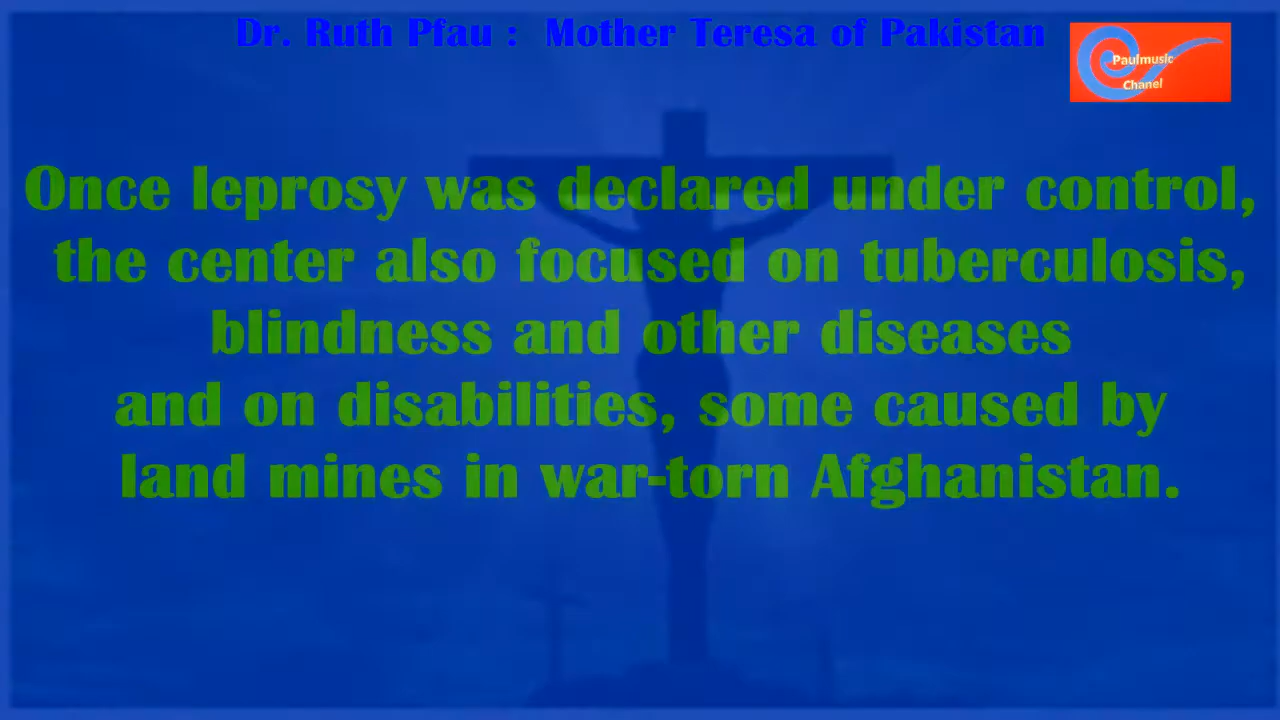 Dr. Ruth Pfau : Mother Teresa of Pakistan
Paulmusic
Chanel
Once leprosy was declared under control,
the center also focused on tuberculosis,
blindness and other diseases
and on disabilities, some caused by
land mines in war-torn Afghanistan.